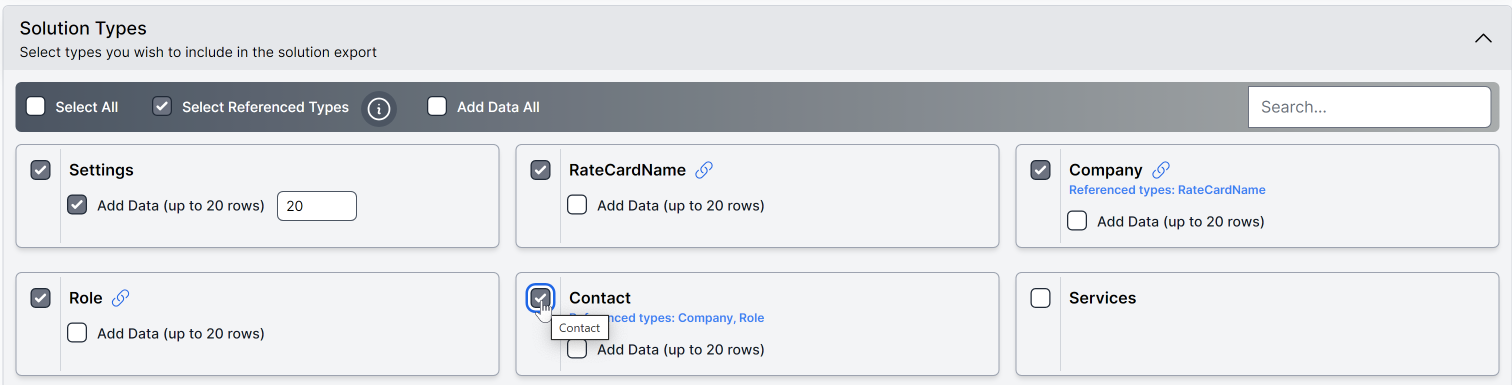 Solution Types
Select types you wish to include in the solution export
Select All
Select Referenced Types
Add Data All
Search...
Settings
Add Data (up to 20 rows)
20
RateCardName
Add Data (up to 20 rows)
Company
Referenced types: RateCardName
Add Data (up to 20 rows)
Role
Add Data (up to 20 rows)
Contact
Referenced types: Company, Role
Contact
Add Data (up to 20 rows)
Services